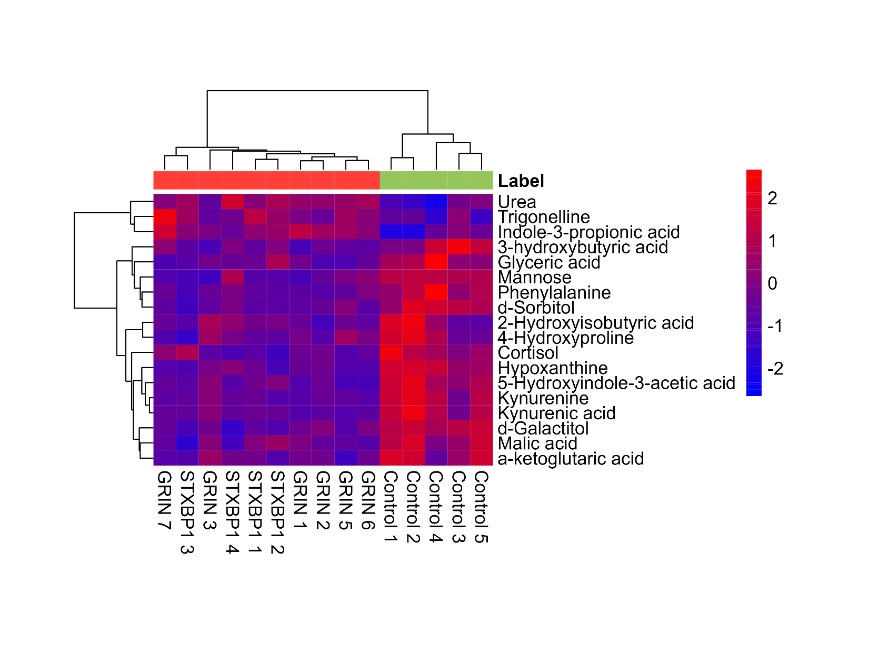 Label
Urea
Trigonelline
Indole-3-propionic acid
3-hydroxybutyric acid
Glyceric acid
Mannose
Phenylalanine
d-Sorbitol
2-Hydroxyisobutyric acid
4-Hydroxyproline
Cortisol
Hypoxanthine
5-Hydroxyindole-3-acetic acid
Kynurenine
Kynurenic acid
d-Galactitol
Malic acid
a-ketoglutaric acid
2
1
0
-1
-2
GRIN 7
STXBP1 3
GRIN 3
STXBP1 4
STXBP1 1
STXBP1 2
GRIN 1
GRIN 2
GRIN 5
GRIN 6
Control 1
Control 2
Control 4
Control 3
Control 5